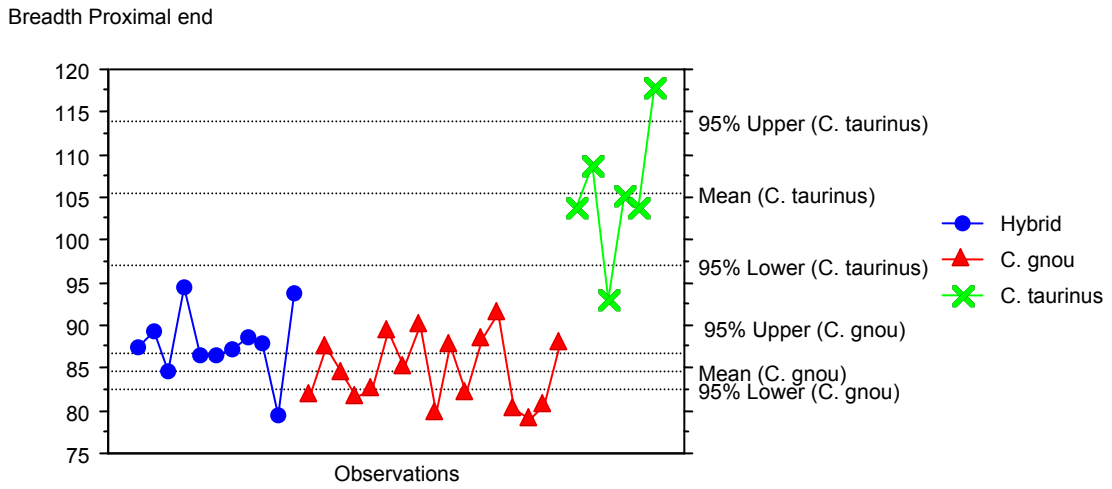 Breadth Proximal end
120
115
110
105
100
95
90
85
80
75
95% Upper (C. taurinus)
Mean (C. taurinus)
95% Lower (C. taurinus)
95% Upper (C. gnou)
Mean (C. gnou)
95% Lower (C. gnou)
Hybrid
C. gnou
C. taurinus
Observations